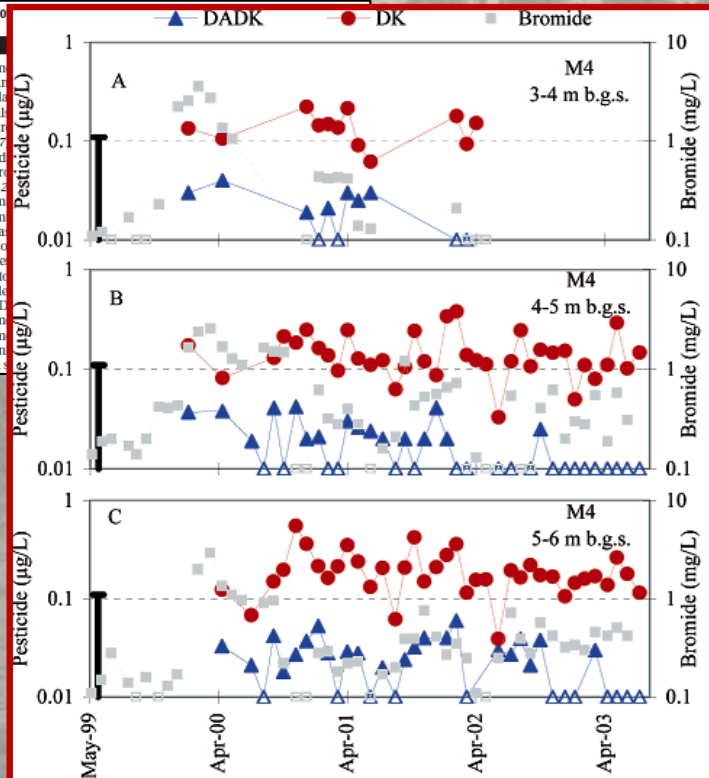 DADK DK Bromide
1 10
A M4
3-4 m b.g.s.
Pesticide (µg/L) 0.1 1 Bromide (mg/L)
0.01 0.1
1 10
B M4
4-5 m b.g.s.
Pesticide (µg/L) 0.1 1 Bromide (mg/L)
0.01 0.1
1 10
C M4
5-6 m b.g.s.
Pesticide (µg/L) 0.1 1 Bromide (mg/L)
0.01 0.1
May-99 Apr-00 Apr-01 Apr-02 Apr-03